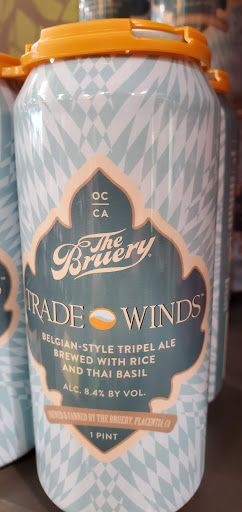 OC
CA
The
Bruery
TRADE WINDS™
BELGIAN-STYLE TRIPEL ALE
BREWED WITH RICE
AND THAI BASIL
ALC. 8.4% BY VOL.
BREWED & CANNED BY THE BRUERY, PLACENTIA, CA
1 PINT